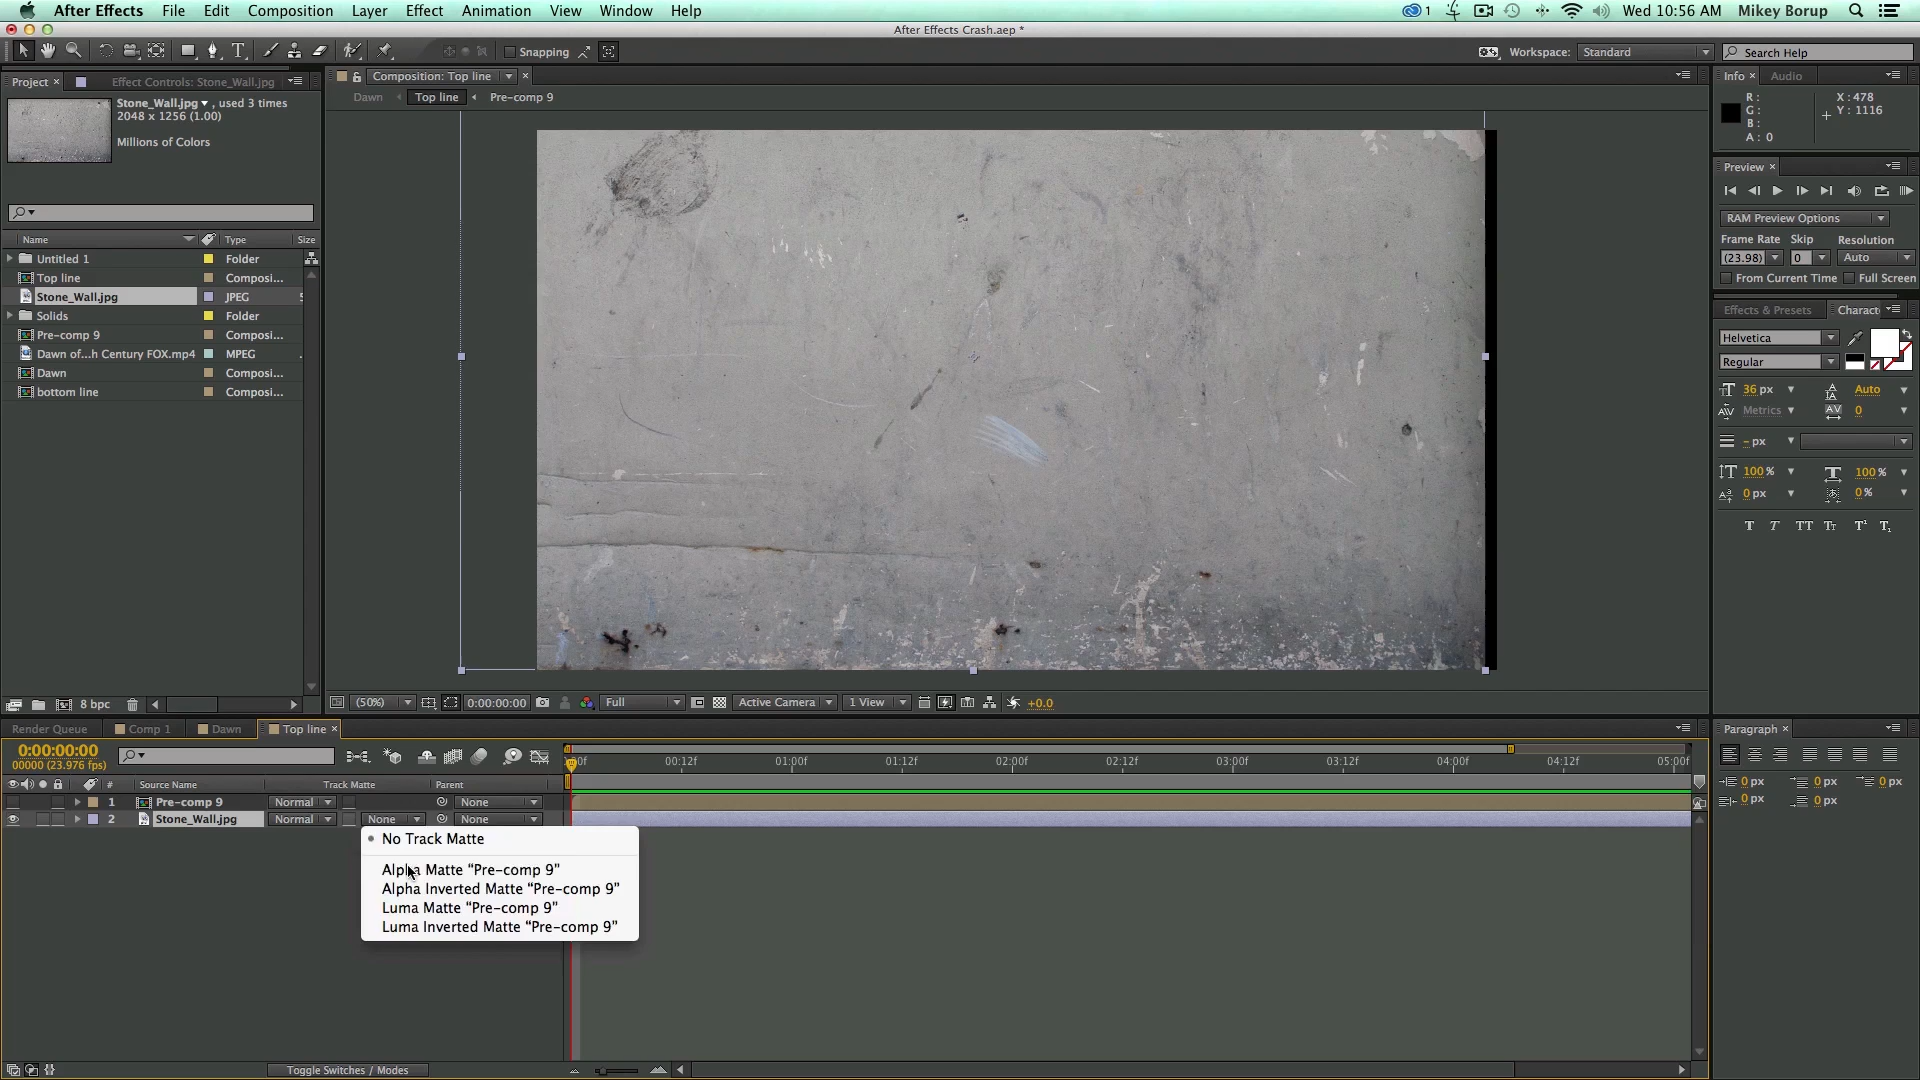 After Effects File Edit Composition Layer Effect Animation View Window Help 1 Wed 10:56 AM Mikey Borup
After Effects Crash.aep *
Snapping Workspace: Standard Search Help
Project × Effect Controls: Stone_Wall.jpg
Composition: Top line ×
Info × Audio
Stone_Wall.jpg ▾, used 3 times
2048 x 1256 (1.00)
Millions of Colors
Dawn Top line Pre-comp 9
R: X: 478
G: Y: 1116
B:
A: 0
Preview ×
RAM Preview Options
Frame Rate Skip Resolution
(23.98) 0 Auto
From Current Time Full Screen
Name Type Size
Untitled 1 Folder
Top line Composi...
Stone_Wall.jpg JPEG
Solids Folder
Pre-comp 9 Composi...
Dawn of...h Century FOX.mp4 MPEG
Dawn Composi...
bottom line Composi...
Effects & Presets Charact
Helvetica
Regular
36 px Auto
Metrics 0
- px
100 % 100 %
0 px 0 %
T T TT Tt T¹ T₁
8 bpc
(50%) 0:00:00:00 Full Active Camera 1 View +0.0
Render Queue Comp 1 Dawn Top line ×
0:00:00:00
00000 (23.976 fps)
00:12f 01:00f 01:12f 02:00f 02:12f 03:00f 03:12f 04:00f 04:12f 05:00f
# Source Name Track Matte Parent
1 Pre-comp 9 Normal None
2 Stone_Wall.jpg Normal None None
No Track Matte
Alpha Matte “Pre-comp 9”
Alpha Inverted Matte “Pre-comp 9”
Luma Matte “Pre-comp 9”
Luma Inverted Matte “Pre-comp 9”
Paragraph ×
0 px 0 px 0 px
0 px 0 px
Toggle Switches / Modes